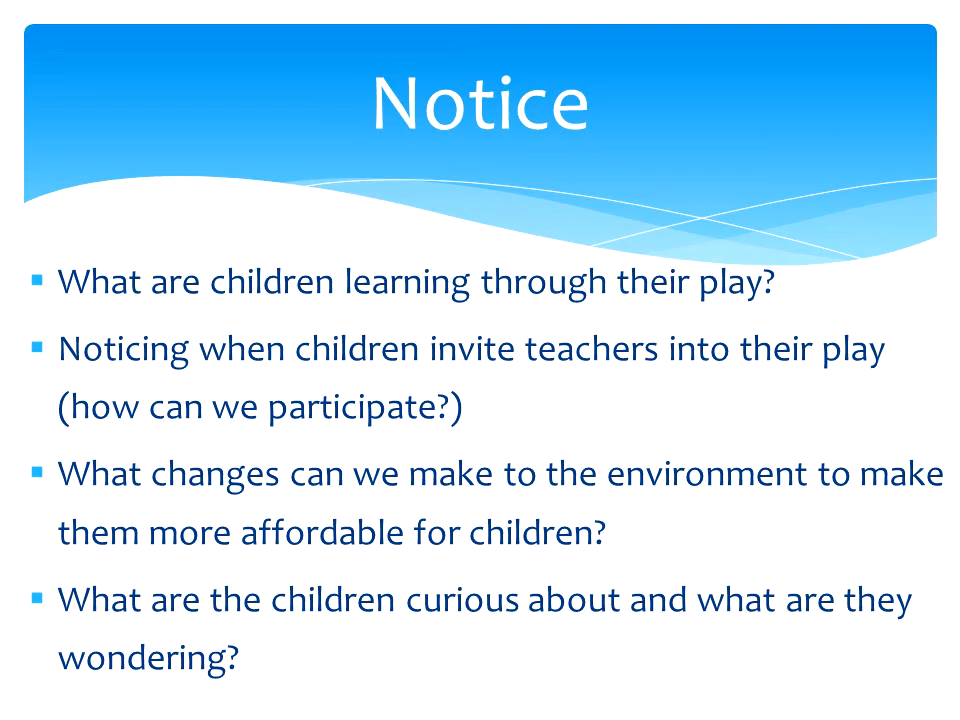 Notice
▪ What are children learning through their play?
▪ Noticing when children invite teachers into their play
(how can we participate?)
▪ What changes can we make to the environment to make
them more affordable for children?
▪ What are the children curious about and what are they
wondering?